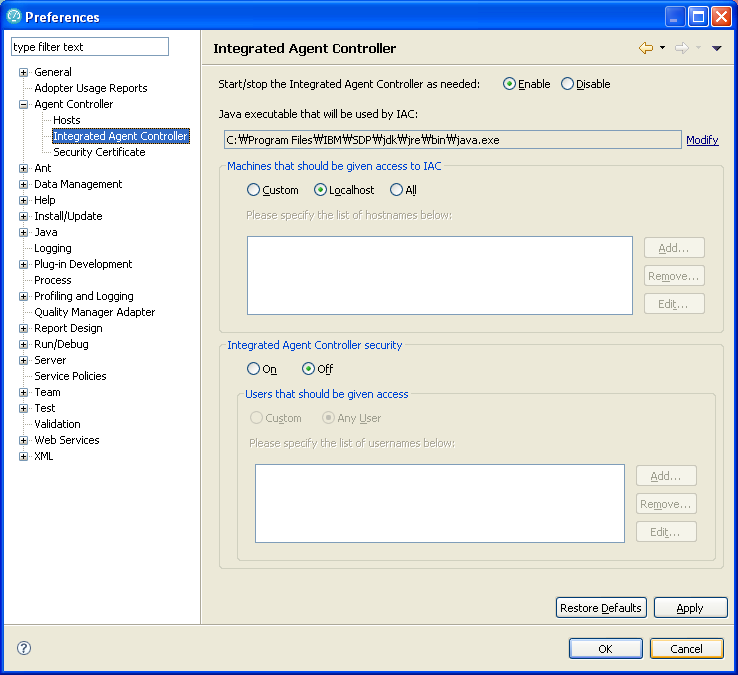 Preferences
type filter text
General
Adopter Usage Reports
Agent Controller
Hosts
Integrated Agent Controller
Security Certificate
Ant
Data Management
Help
Install/Update
Java
Logging
Plug-in Development
Process
Profiling and Logging
Quality Manager Adapter
Report Design
Run/Debug
Server
Service Policies
Team
Test
Validation
Web Services
XML
Integrated Agent Controller
Start/stop the Integrated Agent Controller as needed: Enable Disable
Java executable that will be used by IAC:
C:₩Program Files₩IBM₩SDP₩jdk₩jre₩bin₩java.exe Modify
Machines that should be given access to IAC
Custom Localhost All
Please specify the list of hostnames below:
Add...
Remove...
Edit...
Integrated Agent Controller security
On Off
Users that should be given access
Custom Any User
Please specify the list of usernames below:
Add...
Remove...
Edit...
Restore Defaults Apply
? OK Cancel